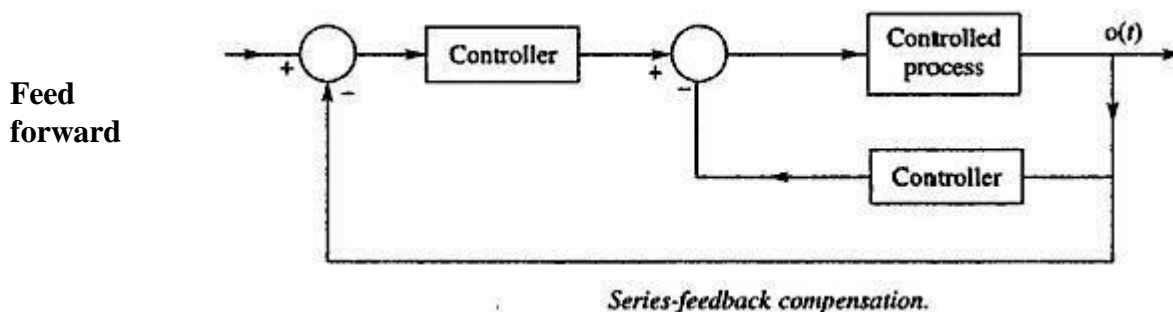 Feed
forward
+
−
Controller
+
−
Controlled
process
o(t)
Controller
Series-feedback compensation.